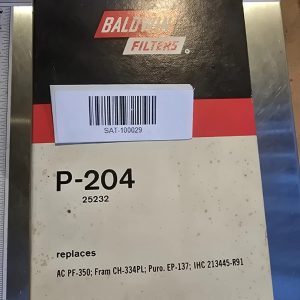 BALDWIN
FILTERS
SAT-100029
P-204
25232
replaces
AC PF-350; Fram CH-334PL; Puro. EP-137; IHC 213445-R91